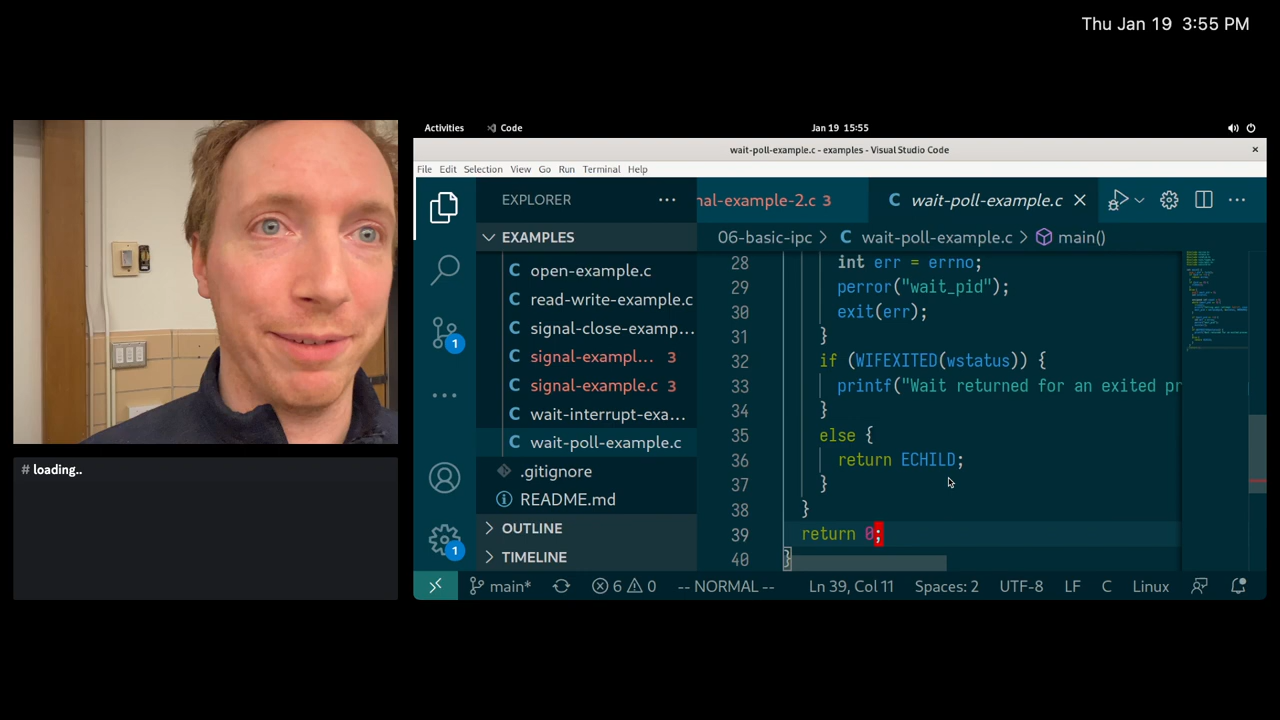 Thu Jan 19 3:55 PM
# loading..
Activities
Code
Jan 19 15:55
wait-poll-example.c - examples - Visual Studio Code
File Edit Selection View Go Run Terminal Help
EXPLORER
nal-example-2.c 3
C wait-poll-example.c
EXAMPLES
06-basic-ipc > C wait-poll-example.c > main()
C open-example.c
C read-write-example.c
C signal-close-examp...
C signal-exampl... 3
C signal-example.c 3
C wait-interrupt-exa...
C wait-poll-example.c
.gitignore
README.md
OUTLINE
TIMELINE
1
1
28 int err = errno;
29 perror("wait_pid");
30 exit(err);
31 }
32 if (WIFEXITED(wstatus)) {
33 printf("Wait returned for an exited pr
34 }
35 else {
36 return ECHILD;
37 }
38 }
39 return 0;
40 }
main* 6 0 -- NORMAL -- Ln 39, Col 11 Spaces: 2 UTF-8 LF C Linux